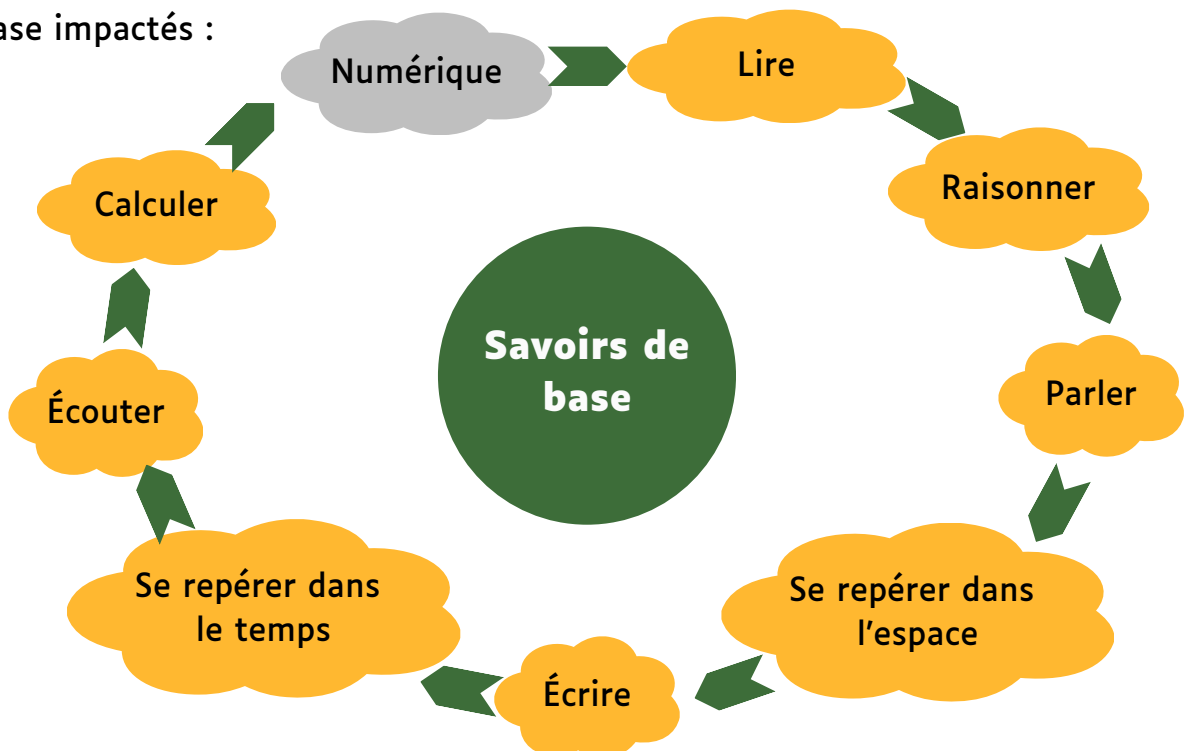 ase impactés :
Numérique
Lire
Raisonner
Parler
Se repérer dans
l'espace
Écrire
Se repérer dans
le temps
Écouter
Calculer
Savoirs de
base